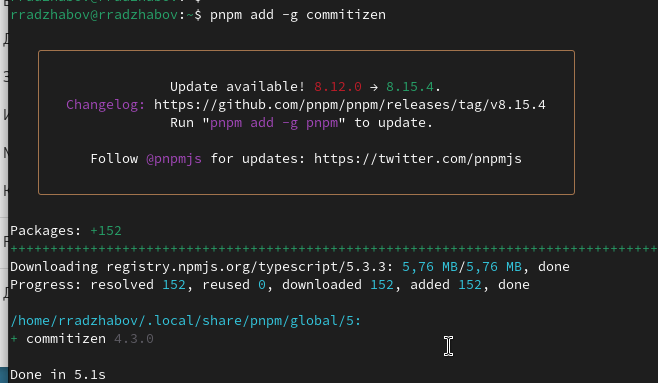 rradzhabov@rradzhabov:~$ pnpm add -g commitizen
Update available! 8.12.0 → 8.15.4.
Changelog: https://github.com/pnpm/pnpm/releases/tag/v8.15.4
Run "pnpm add -g pnpm" to update.
Follow @pnpmjs for updates: https://twitter.com/pnpmjs
Packages: +152
++++++++++++++++++++++++++++++++++++++++++++++++++++++++++++++++++++++++++++++++
Downloading registry.npmjs.org/typescript/5.3.3: 5,76 MB/5,76 MB, done
Progress: resolved 152, reused 0, downloaded 152, added 152, done
/home/rradzhabov/.local/share/pnpm/global/5:
+ commitizen 4.3.0
Done in 5.1s